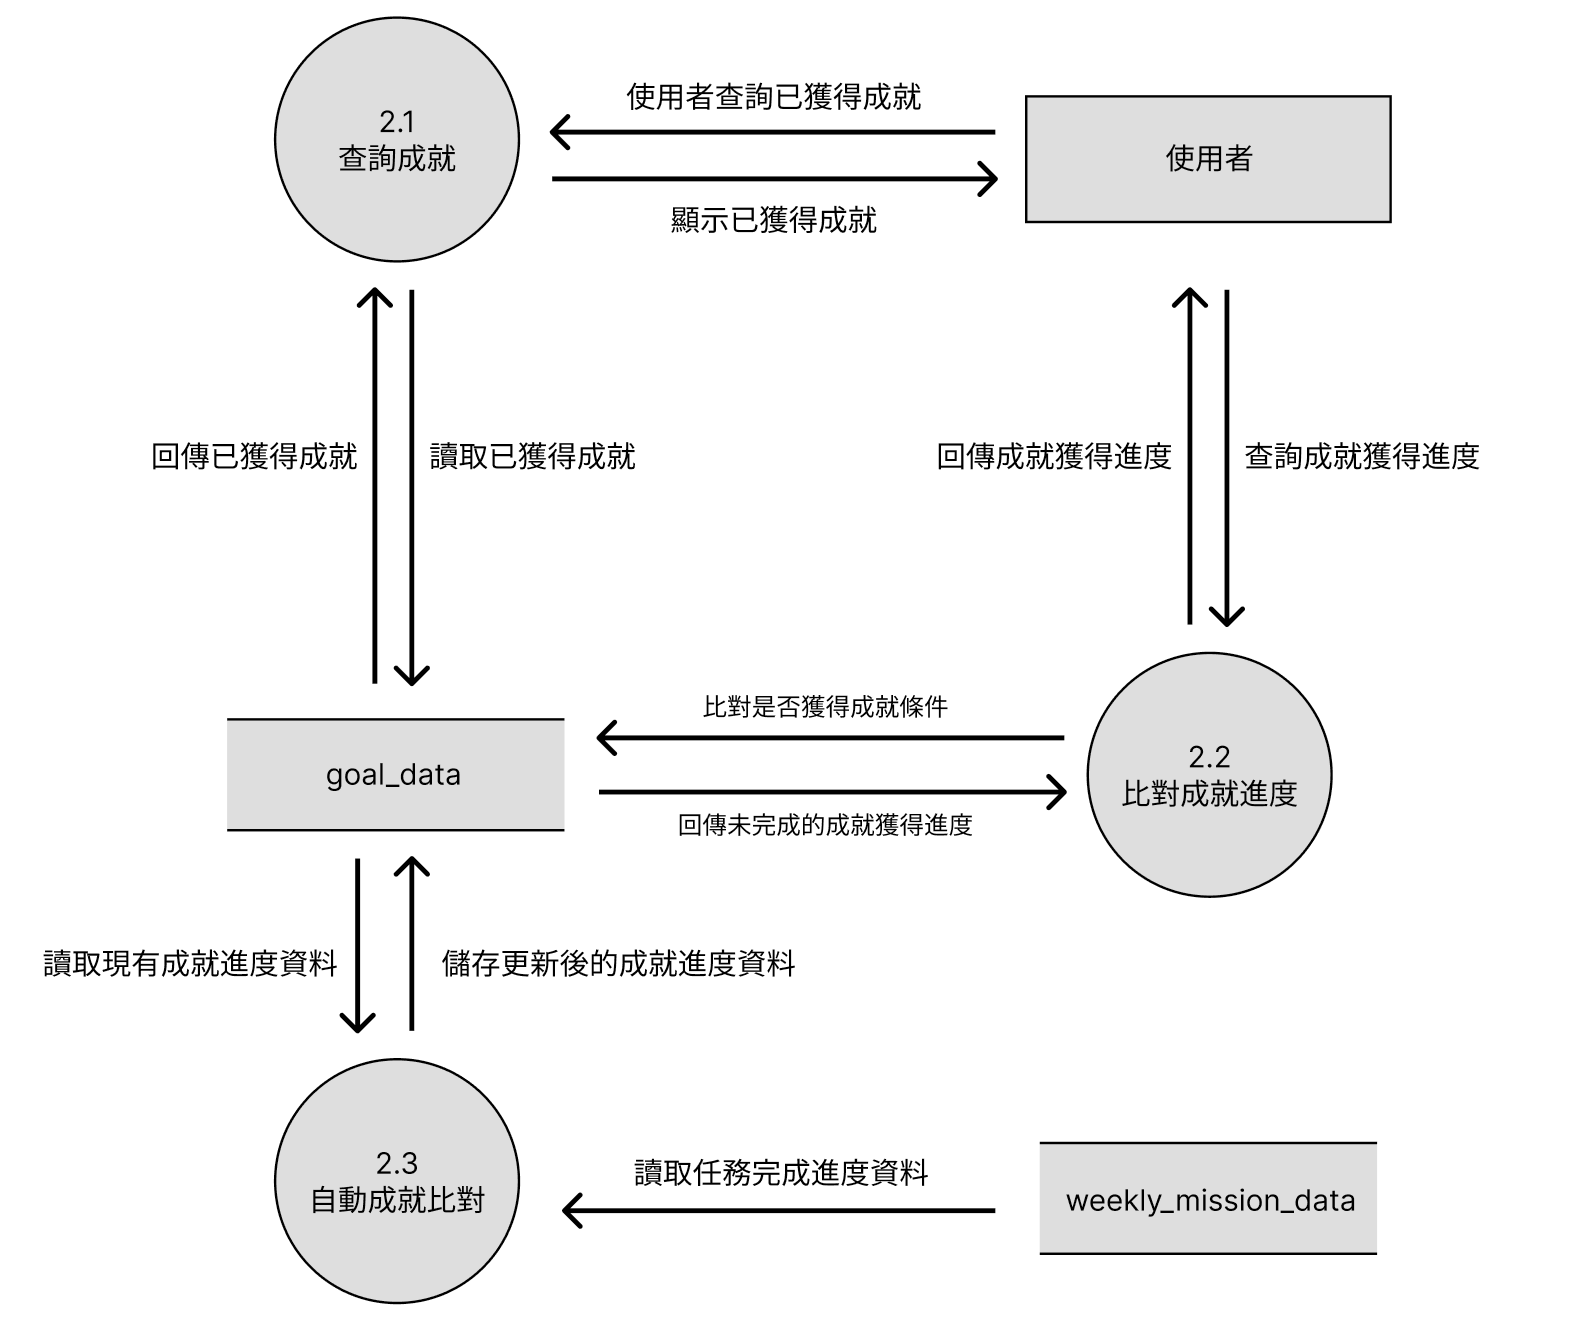 2.1
查詢成就
使用者查詢已獲得成就
顯示已獲得成就
使用者
回傳已獲得成就
讀取已獲得成就
回傳成就獲得進度
查詢成就獲得進度
比對是否獲得成就條件
goal_data
回傳未完成的成就獲得進度
2.2
比對成就進度
讀取現有成就進度資料
儲存更新後的成就進度資料
2.3
自動成就比對
讀取任務完成進度資料
weekly_mission_data